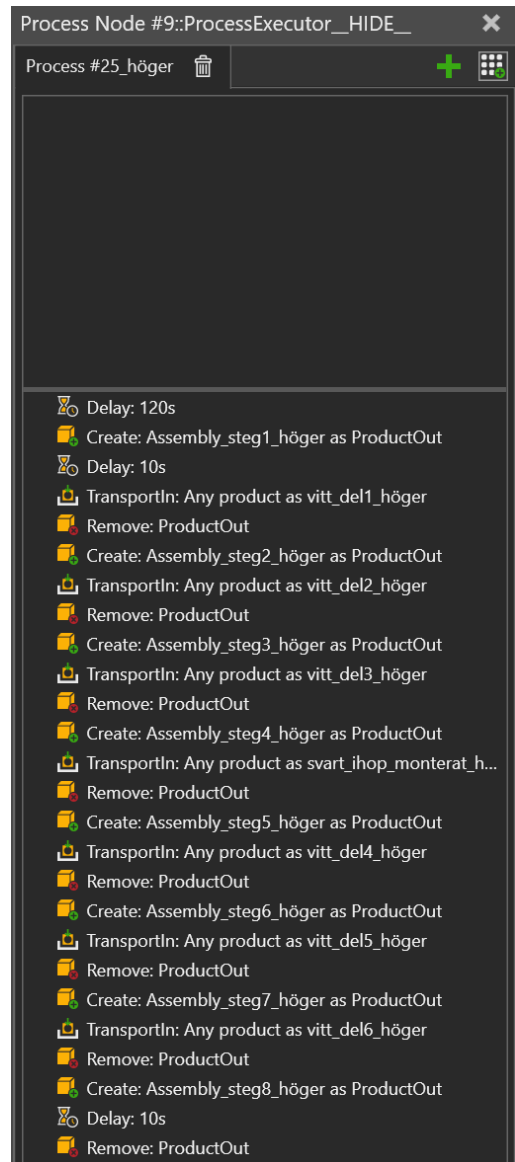 Process Node #9::ProcessExecutor__HIDE__
Process #25_höger
Delay: 120s
Create: Assembly_steg1_höger as ProductOut
Delay: 10s
TransportIn: Any product as vitt_del1_höger
Remove: ProductOut
Create: Assembly_steg2_höger as ProductOut
TransportIn: Any product as vitt_del2_höger
Remove: ProductOut
Create: Assembly_steg3_höger as ProductOut
TransportIn: Any product as vitt_del3_höger
Remove: ProductOut
Create: Assembly_steg4_höger as ProductOut
TransportIn: Any product as svart_ihop_monterat_h...
Remove: ProductOut
Create: Assembly_steg5_höger as ProductOut
TransportIn: Any product as vitt_del4_höger
Remove: ProductOut
Create: Assembly_steg6_höger as ProductOut
TransportIn: Any product as vitt_del5_höger
Remove: ProductOut
Create: Assembly_steg7_höger as ProductOut
TransportIn: Any product as vitt_del6_höger
Remove: ProductOut
Create: Assembly_steg8_höger as ProductOut
Delay: 10s
Remove: ProductOut